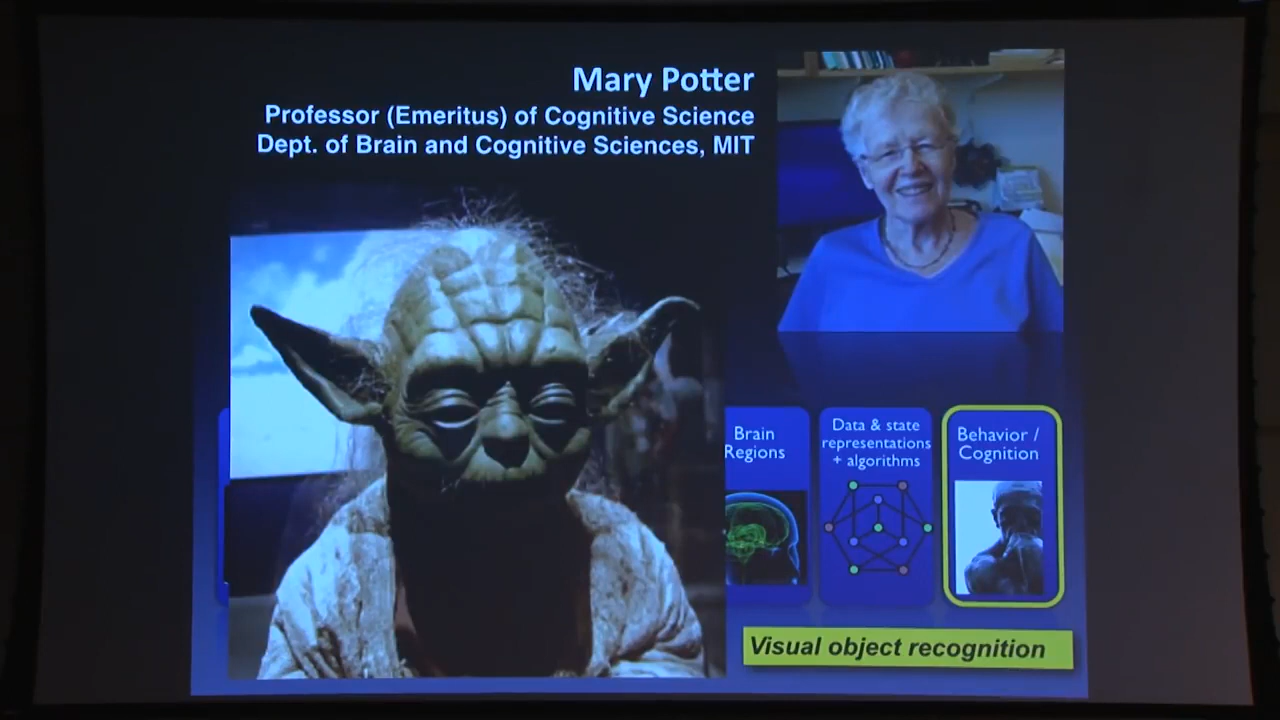 Mary Potter
Professor (Emeritus) of Cognitive Science
Dept. of Brain and Cognitive Sciences, MIT
Brain
Regions
Data & state
representations
+ algorithms
Behavior /
Cognition
Visual object recognition